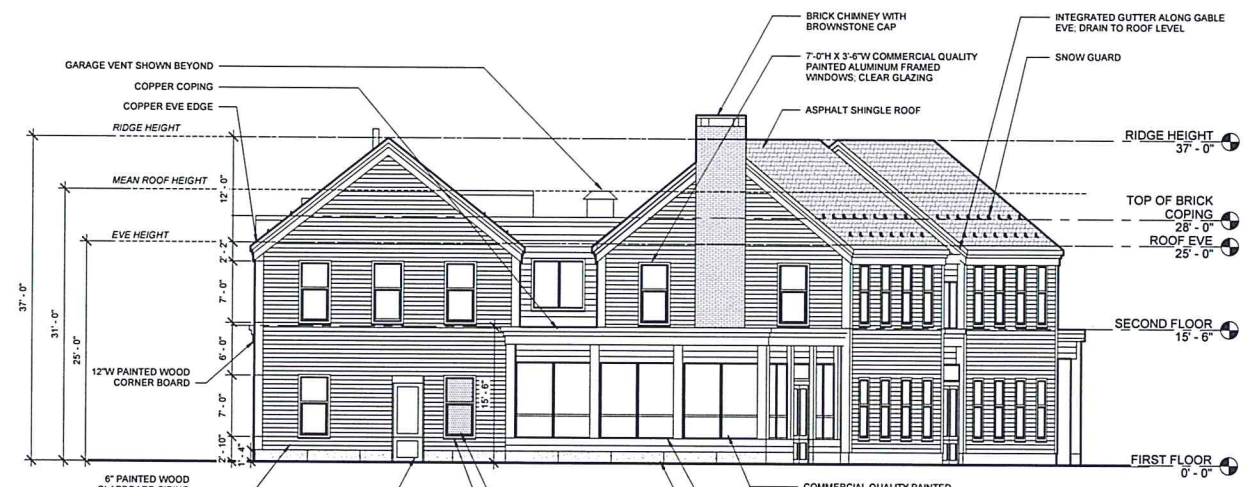 BRICK CHIMNEY WITH
BROWNSTONE CAP
INTEGRATED GUTTER ALONG GABLE
EVE; DRAIN TO ROOF LEVEL
GARAGE VENT SHOWN BEYOND
7'-0"H X 3'-6"W COMMERCIAL QUALITY
PAINTED ALUMINUM FRAMED
WINDOWS; CLEAR GLAZING
SNOW GUARD
COPPER COPING
COPPER EVE EDGE
ASPHALT SHINGLE ROOF
RIDGE HEIGHT
RIDGE HEIGHT
37' - 0"
MEAN ROOF HEIGHT
12' - 0"
TOP OF BRICK
COPING
28' - 0"
EVE HEIGHT
2'
ROOF EVE
25' - 0"
2'
7' - 0"
37' - 0"
31' - 0"
25' - 0"
SECOND FLOOR
15' - 6"
6' - 0"
12"W PAINTED WOOD
CORNER BOARD
15' - 6"
7' - 0"
2' - 10"
1' - 4"
FIRST FLOOR
0' - 0"
6" PAINTED WOOD
CLAPBOARD SIDING
COMMERCIAL QUALITY PAINTED